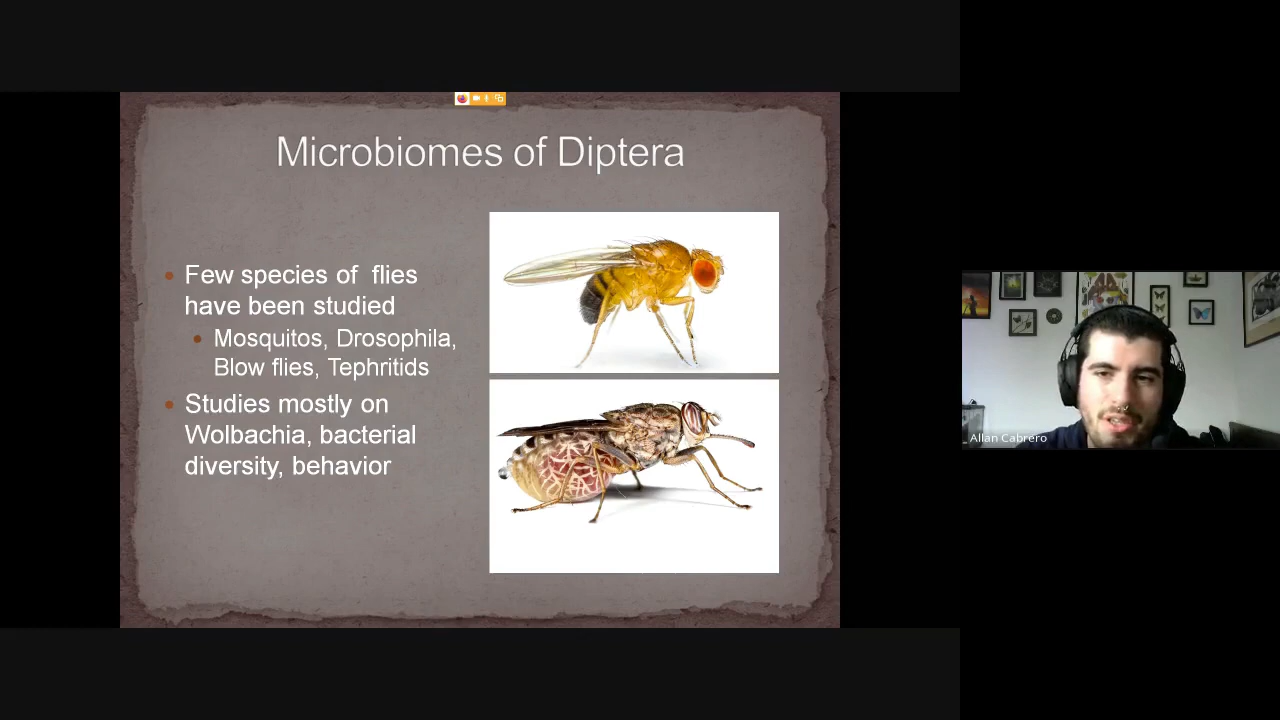 Microbiomes of Diptera
Few species of  flies
have been studied
Mosquitos, Drosophila,
Blow flies, Tephritids
Studies mostly on
Wolbachia, bacterial
diversity, behavior
Allan Cabrero